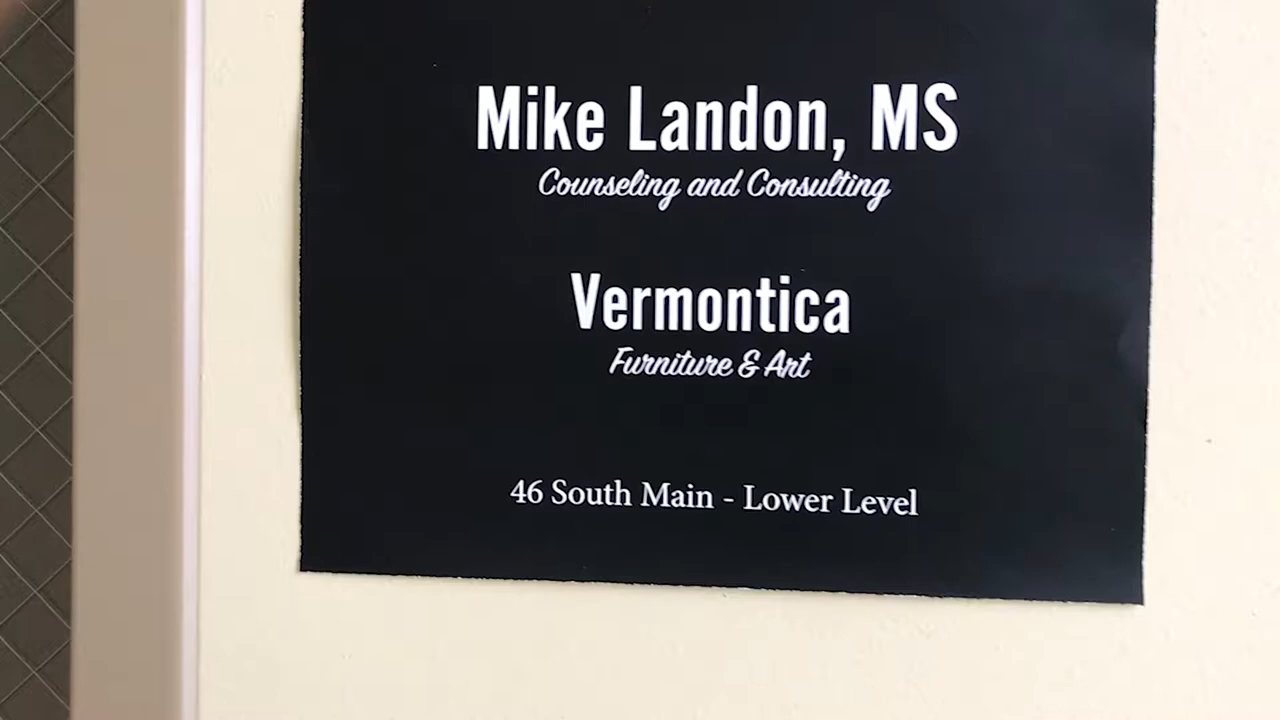 Mike Landon, MS
Counseling and Consulting
Vermontica
Furniture & Art
46 South Main - Lower Level